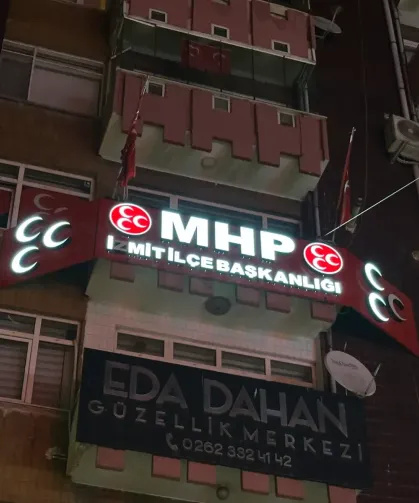 MHP
İZMİT İLÇE BAŞKANLIĞI
EDA DAHAN
GÜZELLİK MERKEZİ
0262 332 41 42